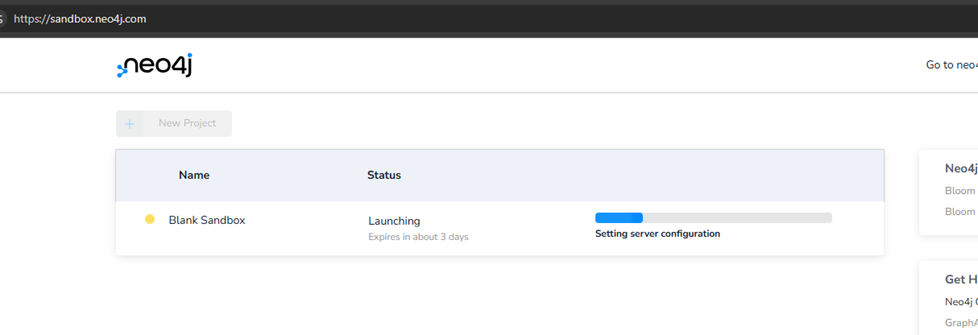 https://sandbox.neo4j.com
neo4j
Go to neo4
New Project
Name
Status
Blank Sandbox
Launching
Expires in about 3 days
Setting server configuration
Neo4j
Bloom
Bloom
Get H
Neo4j
GraphA